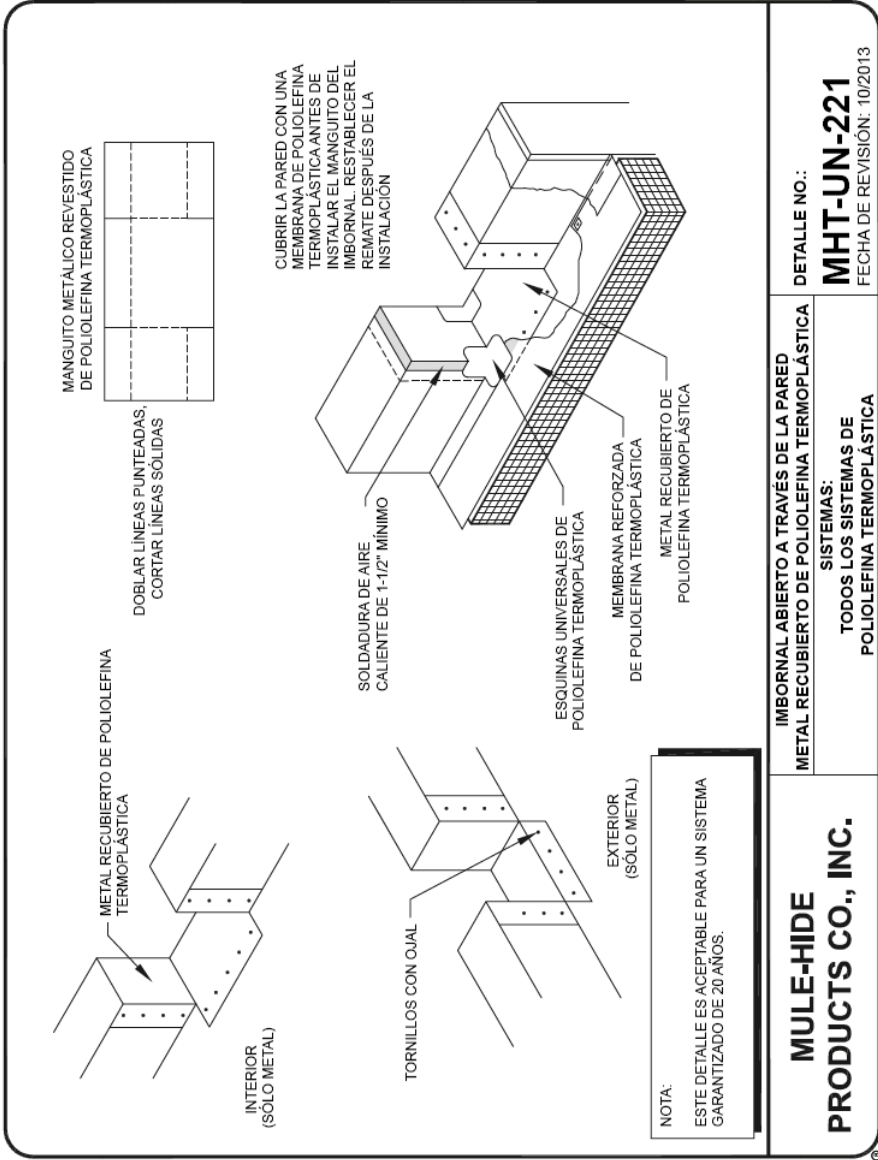 METAL RECUBIERTO DE POLIOLEFINA
TERMOPLÁSTICA
INTERIOR
(SÓLO METAL)
MANGUITO METÁLICO REVESTIDO
DE POLIOLEFINA TERMOPLÁSTICA
DOBLAR LÍNEAS PUNTEADAS,
CORTAR LÍNEAS SÓLIDAS
CUBRIR LA PARED CON UNA
MEMBRANA DE POLIOLEFINA
TERMOPLÁSTICA ANTES DE
INSTALAR EL MANGUITO DEL
IMBORNAL. RESTABLECER EL
REMATE DESPUÉS DE LA
INSTALACIÓN
SOLDADURA DE AIRE
CALIENTE DE 1-1/2" MÍNIMO
TORNILLOS CON OJAL
EXTERIOR
(SÓLO METAL)
ESQUINAS UNIVERSALES DE
POLIOLEFINA TERMOPLÁSTICA
MEMBRANA REFORZADA
DE POLIOLEFINA TERMOPLÁSTICA
METAL RECUBIERTO DE
POLIOLEFINA TERMOPLÁSTICA
NOTA:
ESTE DETALLE ES ACEPTABLE PARA UN SISTEMA
GARANTIZADO DE 20 AÑOS.
MULE-HIDE
PRODUCTS CO., INC.
®
IMBORNAL ABIERTO A TRAVÉS DE LA PARED
METAL RECUBIERTO DE POLIOLEFINA TERMOPLÁSTICA
SISTEMAS:
TODOS LOS SISTEMAS DE
POLIOLEFINA TERMOPLÁSTICA
DETALLE NO.:
MHT-UN-221
FECHA DE REVISIÓN: 10/2013